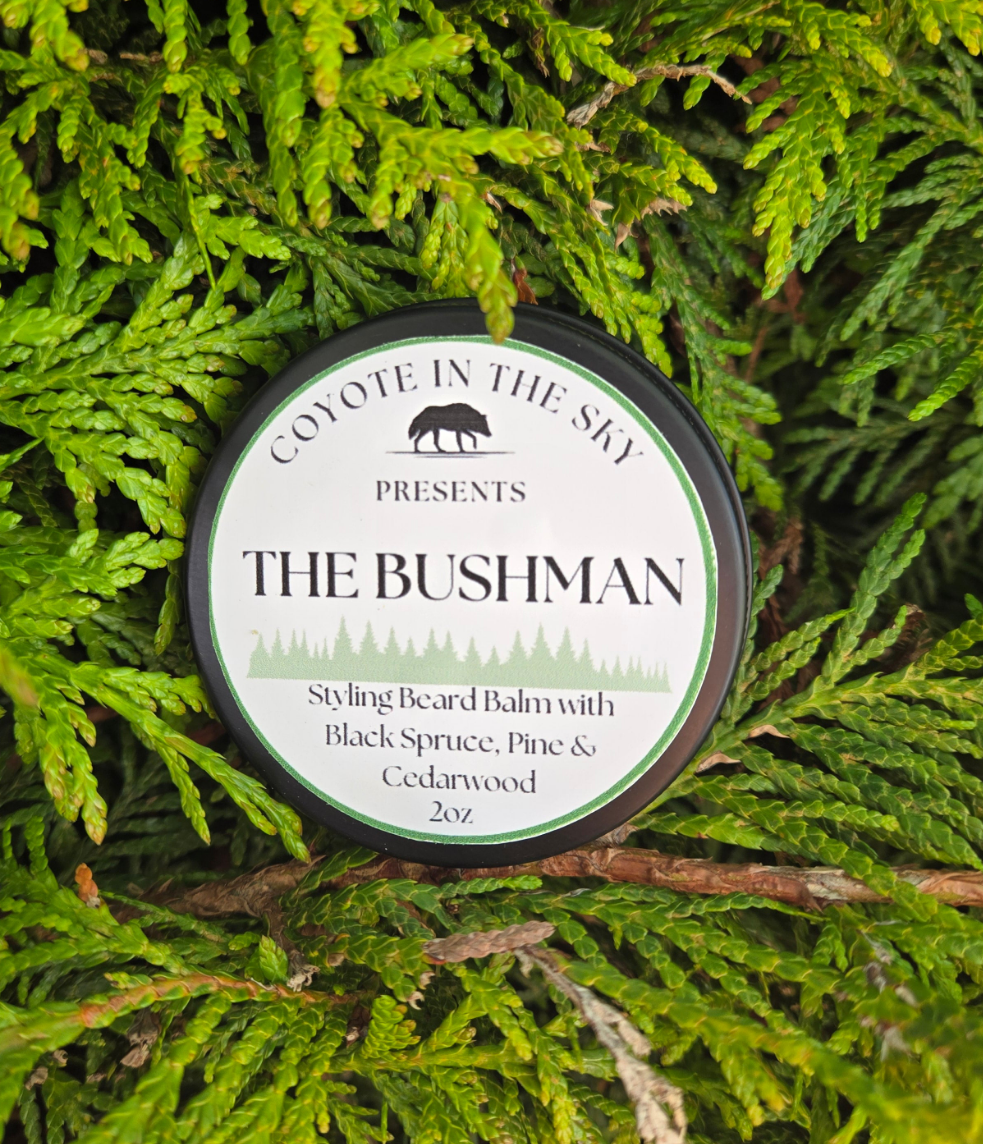 COYOTE IN THE SKY
PRESENTS
THE BUSHMAN
Styling Beard Balm with
Black Spruce, Pine &
Cedarwood
2oz